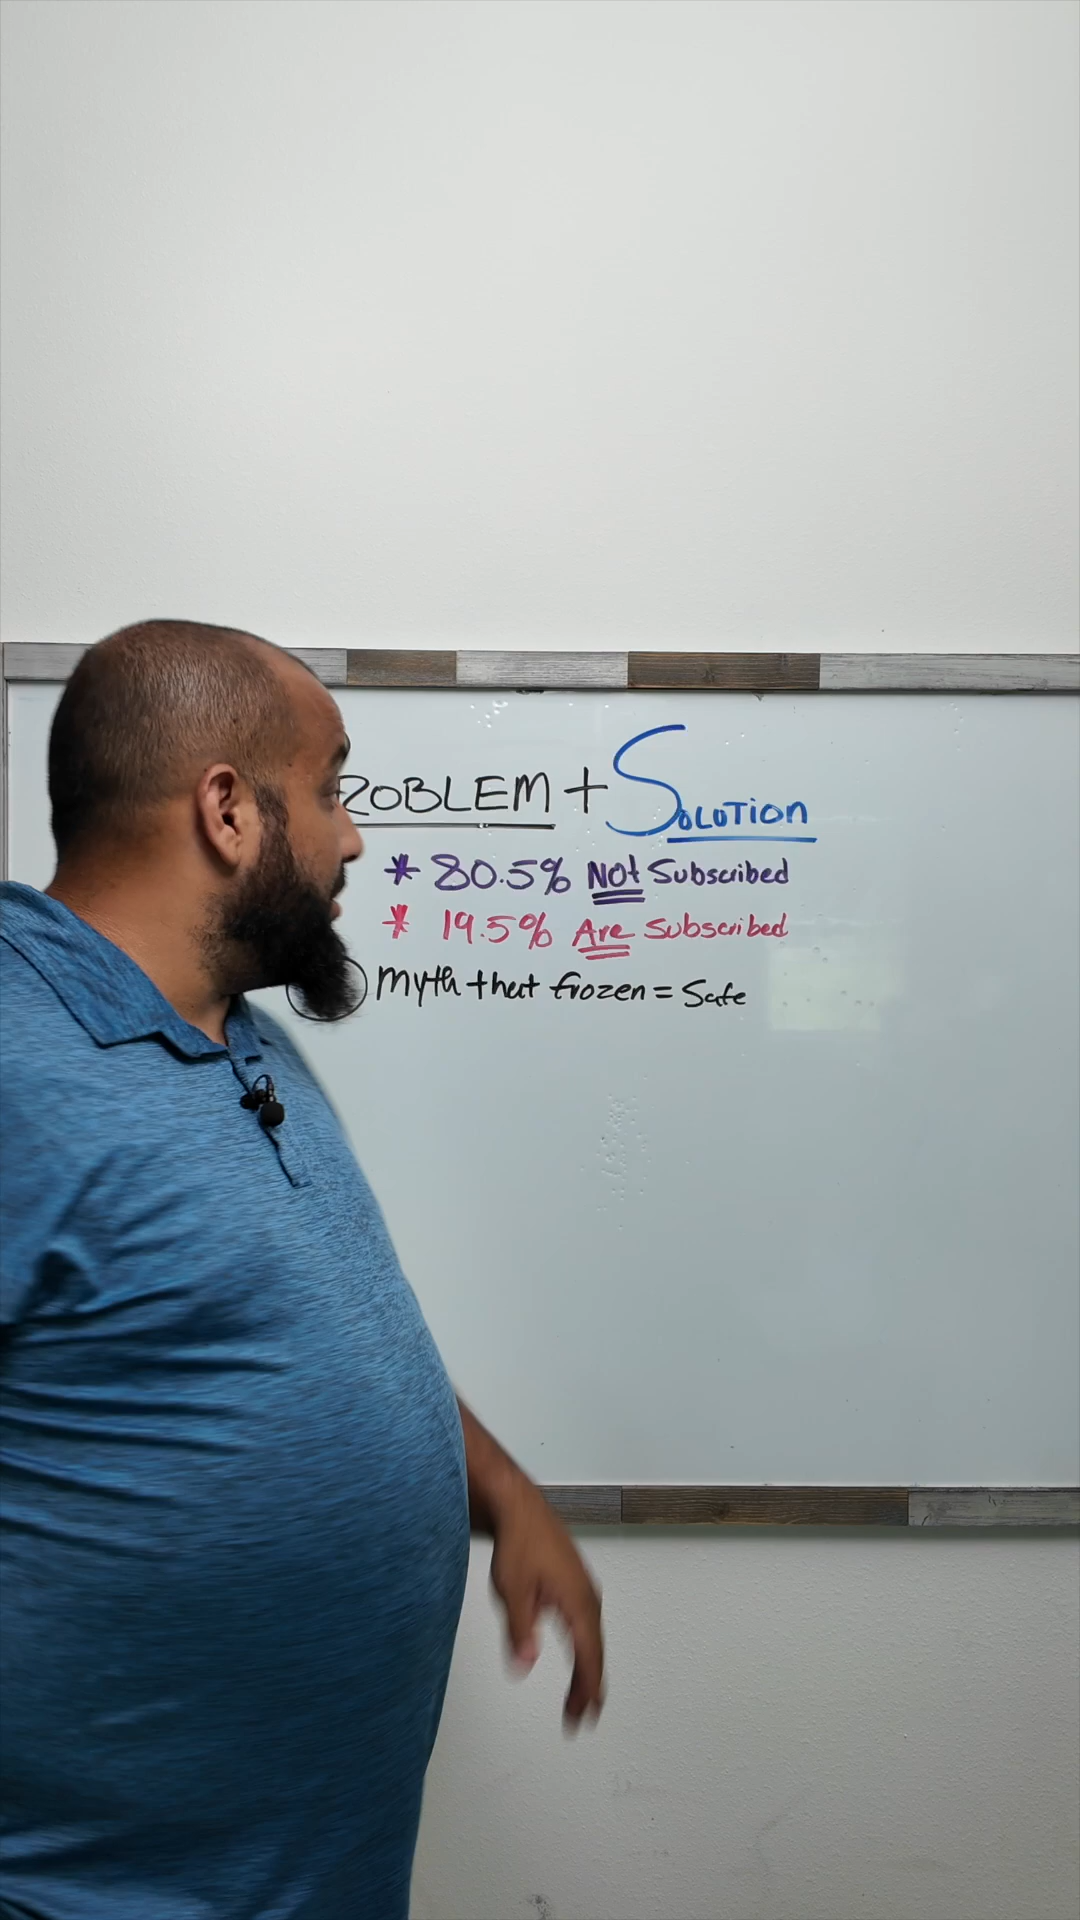 ROBLEM + SOLUTION
* 80.5% NOt Subscribed
* 19.5% Are Subscribed
Myth that frozen = Safe